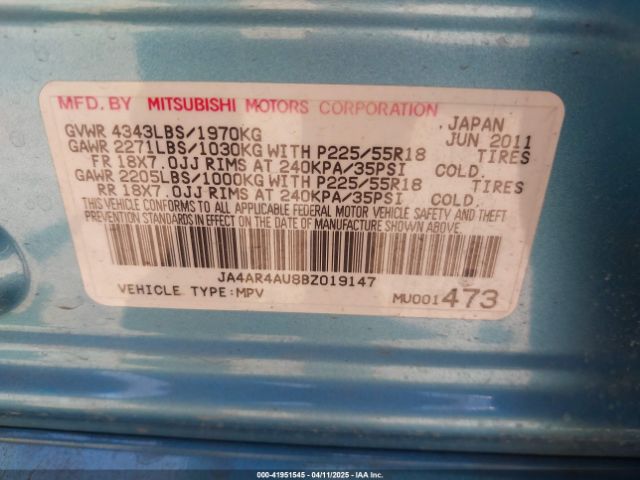 MFD. BY MITSUBISHI MOTORS CORPORATION
JAPAN
GVWR 4343LBS/1970KG JUN 2011
GAWR 2271LBS/1030KG WITH P225/55R18 TIRES
FR 18X7.0JJ RIMS AT 240KPA/35PSI COLD.
GAWR 2205LBS/1000KG WITH P225/55R18 TIRES
RR 18X7.0JJ RIMS AT 240KPA/35PSI COLD.
THIS VEHICLE CONFORMS TO ALL APPLICABLE FEDERAL MOTOR VEHICLE SAFETY AND THEFT
PREVENTION STANDARDS IN EFFECT ON THE DATE OF MANUFACTURE SHOWN ABOVE.
JA4AR4AU8BZ019147
VEHICLE TYPE:MPV MU001473
000-41951545 - 04/11/2025 - IAAI.COM